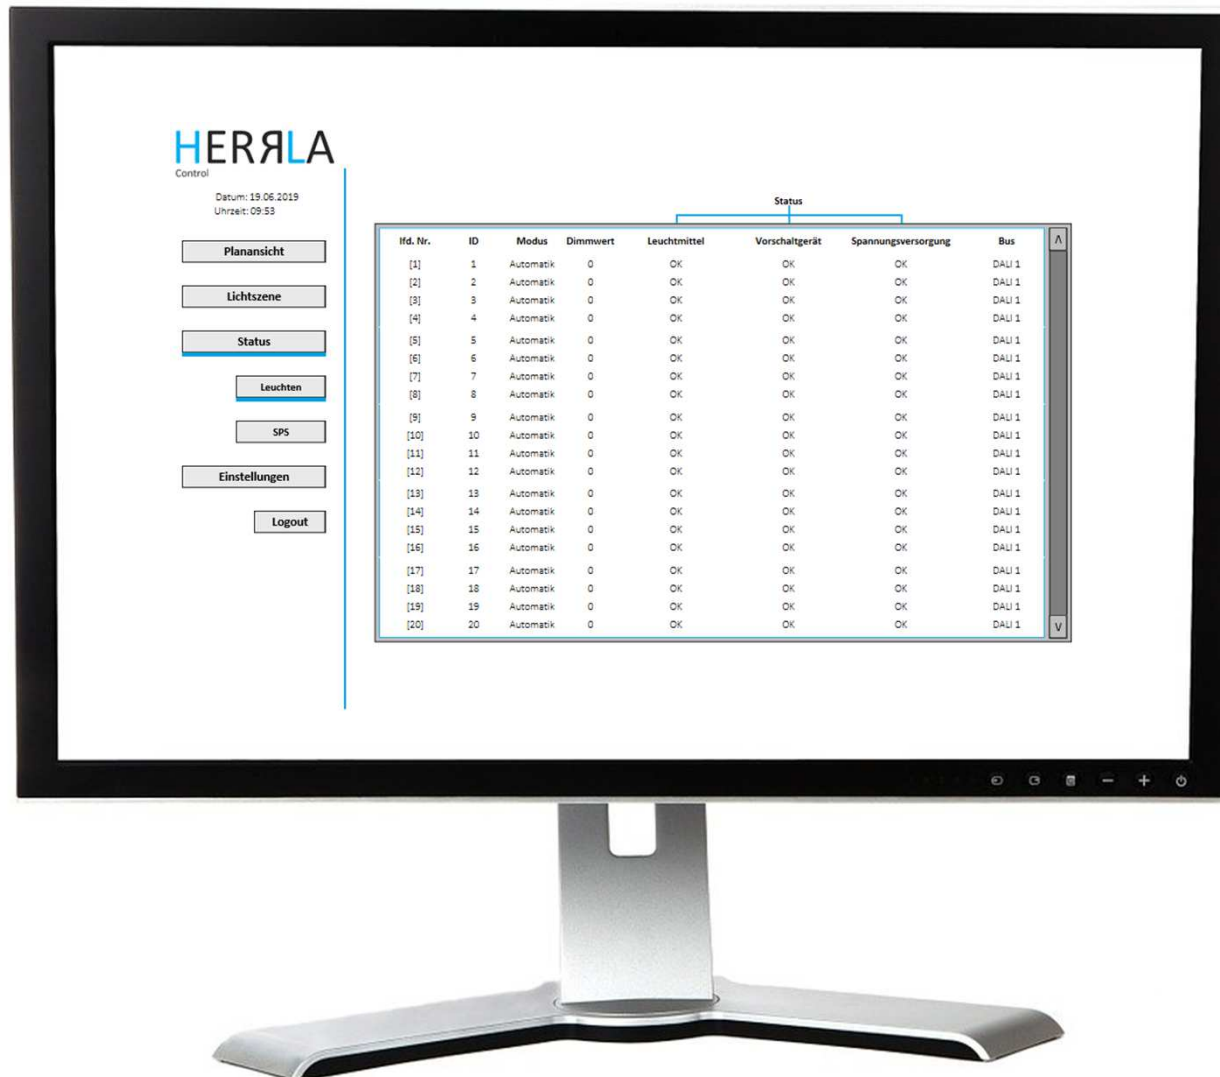 HERЯLA
Control
Datum: 19.06.2019
Uhrzeit: 09:53
Planansicht
Lichtszene
Status
Leuchten
SPS
Einstellungen
Logout
Status
lfd. Nr. ID Modus Dimmwert Leuchtmittel Vorschaltgerät Spannungsversorgung Bus
[1] 1 Automatik 0 OK OK OK DALI 1
[2] 2 Automatik 0 OK OK OK DALI 1
[3] 3 Automatik 0 OK OK OK DALI 1
[4] 4 Automatik 0 OK OK OK DALI 1
[5] 5 Automatik 0 OK OK OK DALI 1
[6] 6 Automatik 0 OK OK OK DALI 1
[7] 7 Automatik 0 OK OK OK DALI 1
[8] 8 Automatik 0 OK OK OK DALI 1
[9] 9 Automatik 0 OK OK OK DALI 1
[10] 10 Automatik 0 OK OK OK DALI 1
[11] 11 Automatik 0 OK OK OK DALI 1
[12] 12 Automatik 0 OK OK OK DALI 1
[13] 13 Automatik 0 OK OK OK DALI 1
[14] 14 Automatik 0 OK OK OK DALI 1
[15] 15 Automatik 0 OK OK OK DALI 1
[16] 16 Automatik 0 OK OK OK DALI 1
[17] 17 Automatik 0 OK OK OK DALI 1
[18] 18 Automatik 0 OK OK OK DALI 1
[19] 19 Automatik 0 OK OK OK DALI 1
[20] 20 Automatik 0 OK OK OK DALI 1